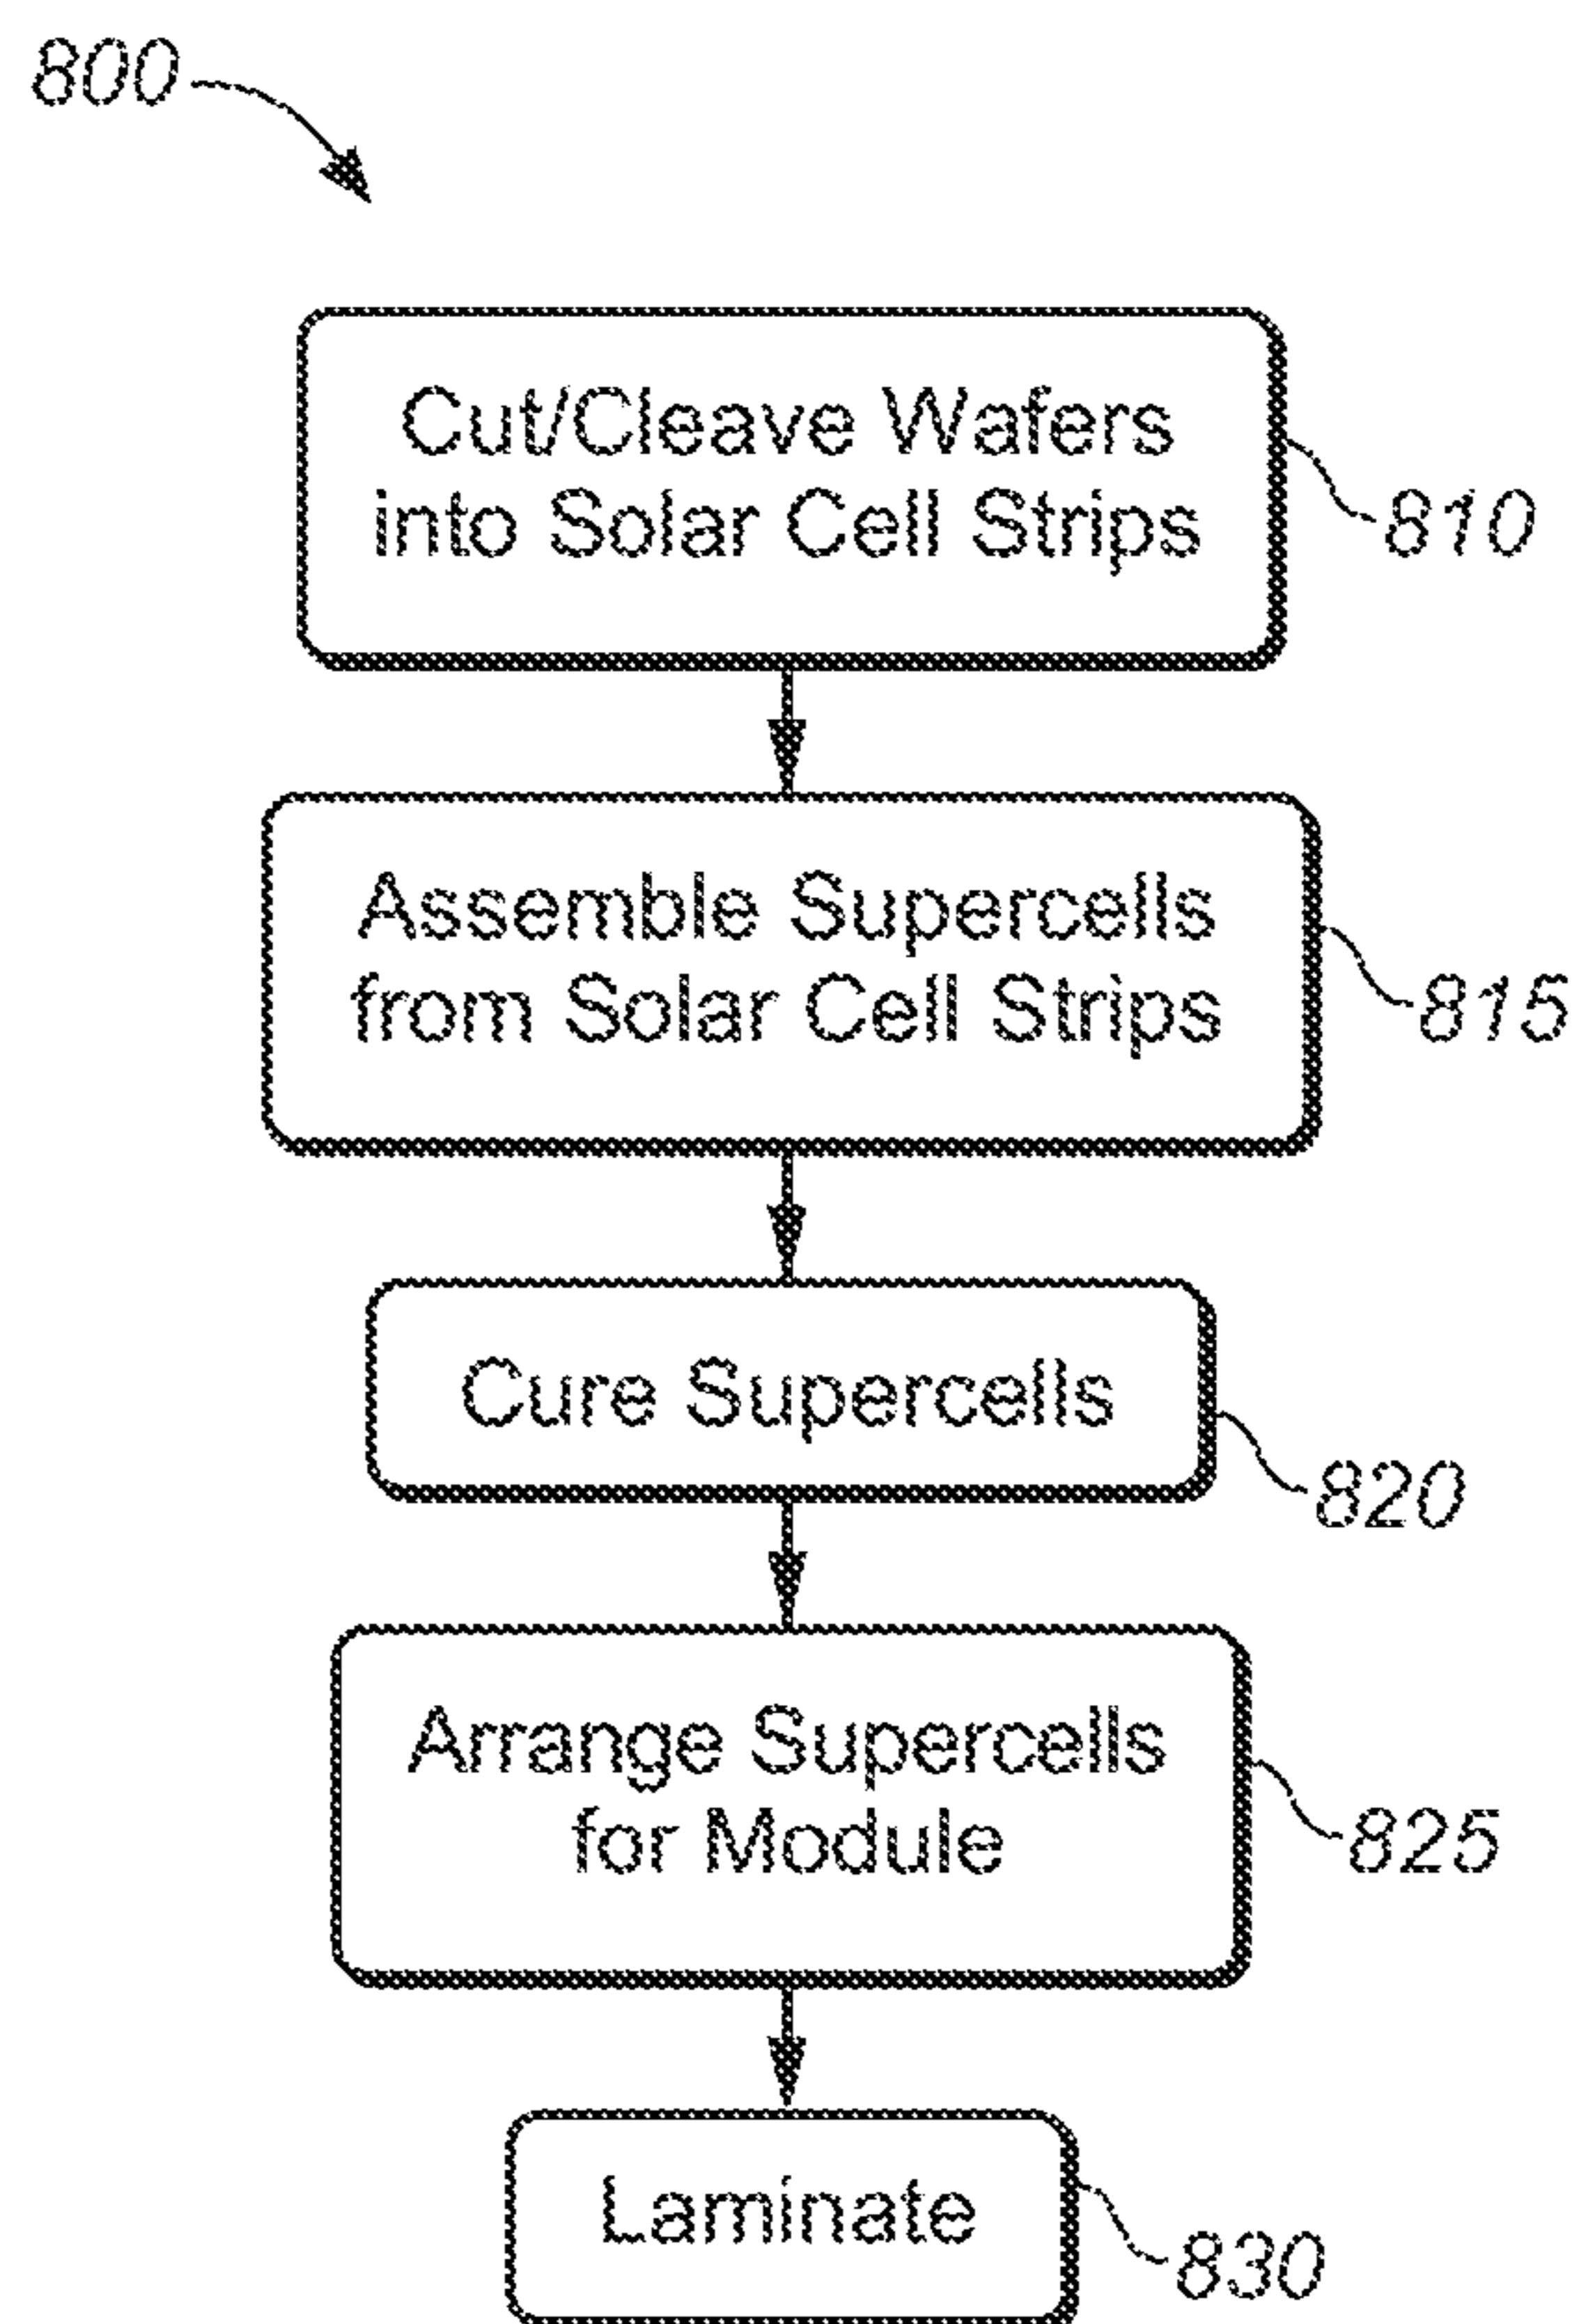 800
Cut/Cleave Wafers
into Solar Cell Strips
810
Assemble Supercells
from Solar Cell Strips
815
Cure Supercells
820
Arrange Supercells
for Module
825
Laminate
830